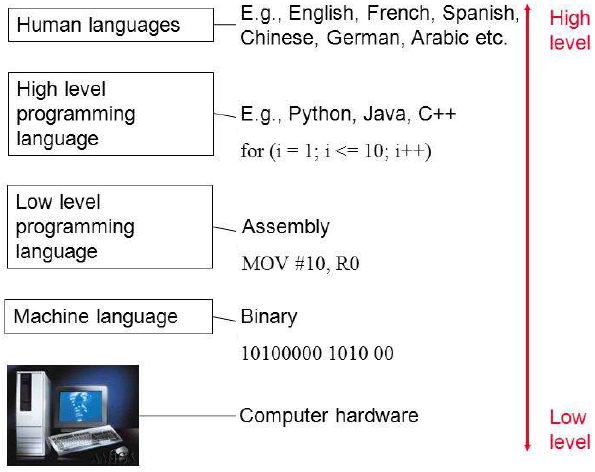 Human languages
E.g., English, French, Spanish,
Chinese, German, Arabic etc.
High
level
High level
programming
language
E.g., Python, Java, C++
for (i = 1; i <= 10; i++)
Low level
programming
language
Assembly
MOV #10, R0
Machine language
Binary
10100000 1010 00
Computer hardware
Low
level